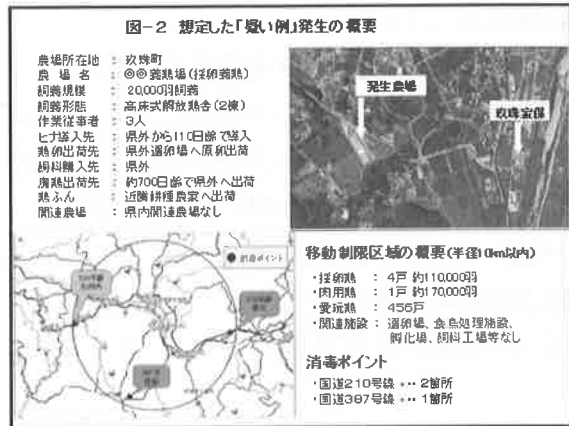 図－2 想定した「疑い例」発生の概要
農場所在地 ： 玖珠町
農 場 名 ： ◎◎養鶏場(採卵養鶏)
飼養規模 ： 20,000羽飼養
飼養形態 ： 高床式解放鶏舎(2棟)
作業従事者 ： 3人
ヒナ導入先 ： 県外から110日齢で導入
鶏卵出荷先 ： 県外選卵場へ原卵出荷
飼料購入先 ： 県外
廃鶏出荷先 ： 約700日齢で県外へ出荷
鶏ふん ： 近隣耕種農家へ出荷
関連農場 ： 県内関連農場なし
発生農場
玖珠家保
消毒ポイント
移動制限区域の概要(半径10km以内)
・採卵鶏 ： 4戸 約110,000羽
・肉用鶏 ： 1戸 約170,000羽
・愛玩鶏 ： 456戸
・関連施設 ： 選卵場、食鳥処理施設、
孵化場、飼料工場等なし
消毒ポイント
・国道210号線 ・・・ 2箇所
・国道387号線 ・・・ 1箇所